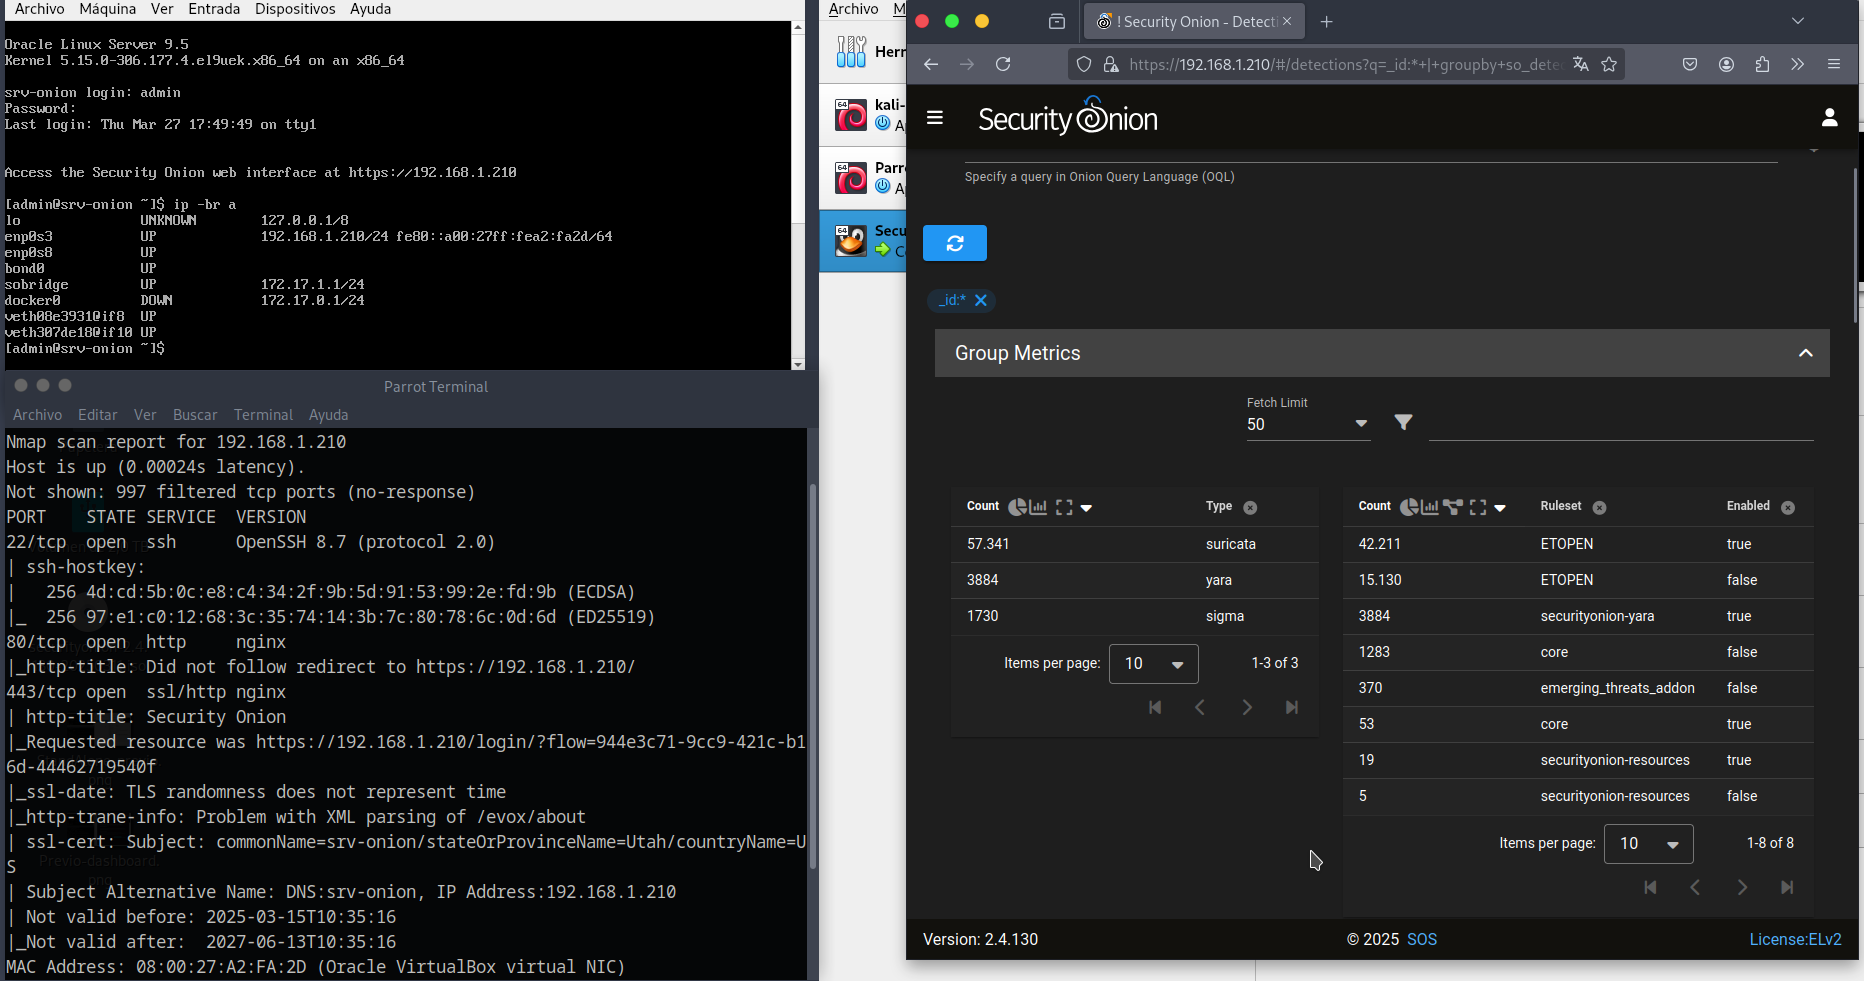 Archivo Máquina Ver Entrada Dispositivos Ayuda
Oracle Linux Server 9.5
Kernel 5.15.0-306.177.4.el9uek.x86_64 on an x86_64
srv-onion login: admin
Password:
Last login: Thu Mar 27 17:49:49 on tty1
Access the Security Onion web interface at https://192.168.1.210
[admin@srv-onion ~]$ ip -br a
lo UNKNOWN 127.0.0.1/8
enp0s3 UP 192.168.1.210/24 fe80::a00:27ff:fea2:fa2d/64
enp0s8 UP
bond0 UP
sobridge UP 172.17.1.1/24
docker0 DOWN 172.17.0.1/24
veth08e3931@if8 UP
veth307de18@if10 UP
[admin@srv-onion ~]$
Parrot Terminal
Archivo Editar Ver Buscar Terminal Ayuda
Nmap scan report for 192.168.1.210
Host is up (0.00024s latency).
Not shown: 997 filtered tcp ports (no-response)
PORT STATE SERVICE VERSION
22/tcp open ssh OpenSSH 8.7 (protocol 2.0)
| ssh-hostkey:
| 256 4d:cd:5b:0c:e8:c4:34:2f:9b:5d:91:53:99:2e:fd:9b (ECDSA)
|_ 256 97:e1:c0:12:68:3c:35:74:14:3b:7c:80:78:6c:0d:6d (ED25519)
80/tcp open http nginx
|_http-title: Did not follow redirect to https://192.168.1.210/
443/tcp open ssl/http nginx
| http-title: Security Onion
|_Requested resource was https://192.168.1.210/login/?flow=944e3c71-9cc9-421c-b1
6d-44462719540f
|_ssl-date: TLS randomness does not represent time
|_http-trane-info: Problem with XML parsing of /evox/about
| ssl-cert: Subject: commonName=srv-onion/stateOrProvinceName=Utah/countryName=U
S
| Subject Alternative Name: DNS:srv-onion, IP Address:192.168.1.210
| Not valid before: 2025-03-15T10:35:16
|_Not valid after: 2027-06-13T10:35:16
MAC Address: 08:00:27:A2:FA:2D (Oracle VirtualBox virtual NIC)
Previo-dashboard.
png
Archivo M
Herr
64 kali-
A
64 Parr
A
64 Secu
C
! Security Onion - Detecti
https://192.168.1.210/#/detections?q=_id:*+|+groupby+so_dete
Security Onion
Specify a query in Onion Query Language (OQL)
_id:*
Group Metrics
Fetch Limit
50
Count Type
57.341 suricata
3884 yara
1730 sigma
Items per page: 10 1-3 of 3
Count Ruleset Enabled
42.211 ETOPEN true
15.130 ETOPEN false
3884 securityonion-yara true
1283 core false
370 emerging_threats_addon false
53 core true
19 securityonion-resources true
5 securityonion-resources false
Items per page: 10 1-8 of 8
Version: 2.4.130
© 2025 SOS
License:ELv2